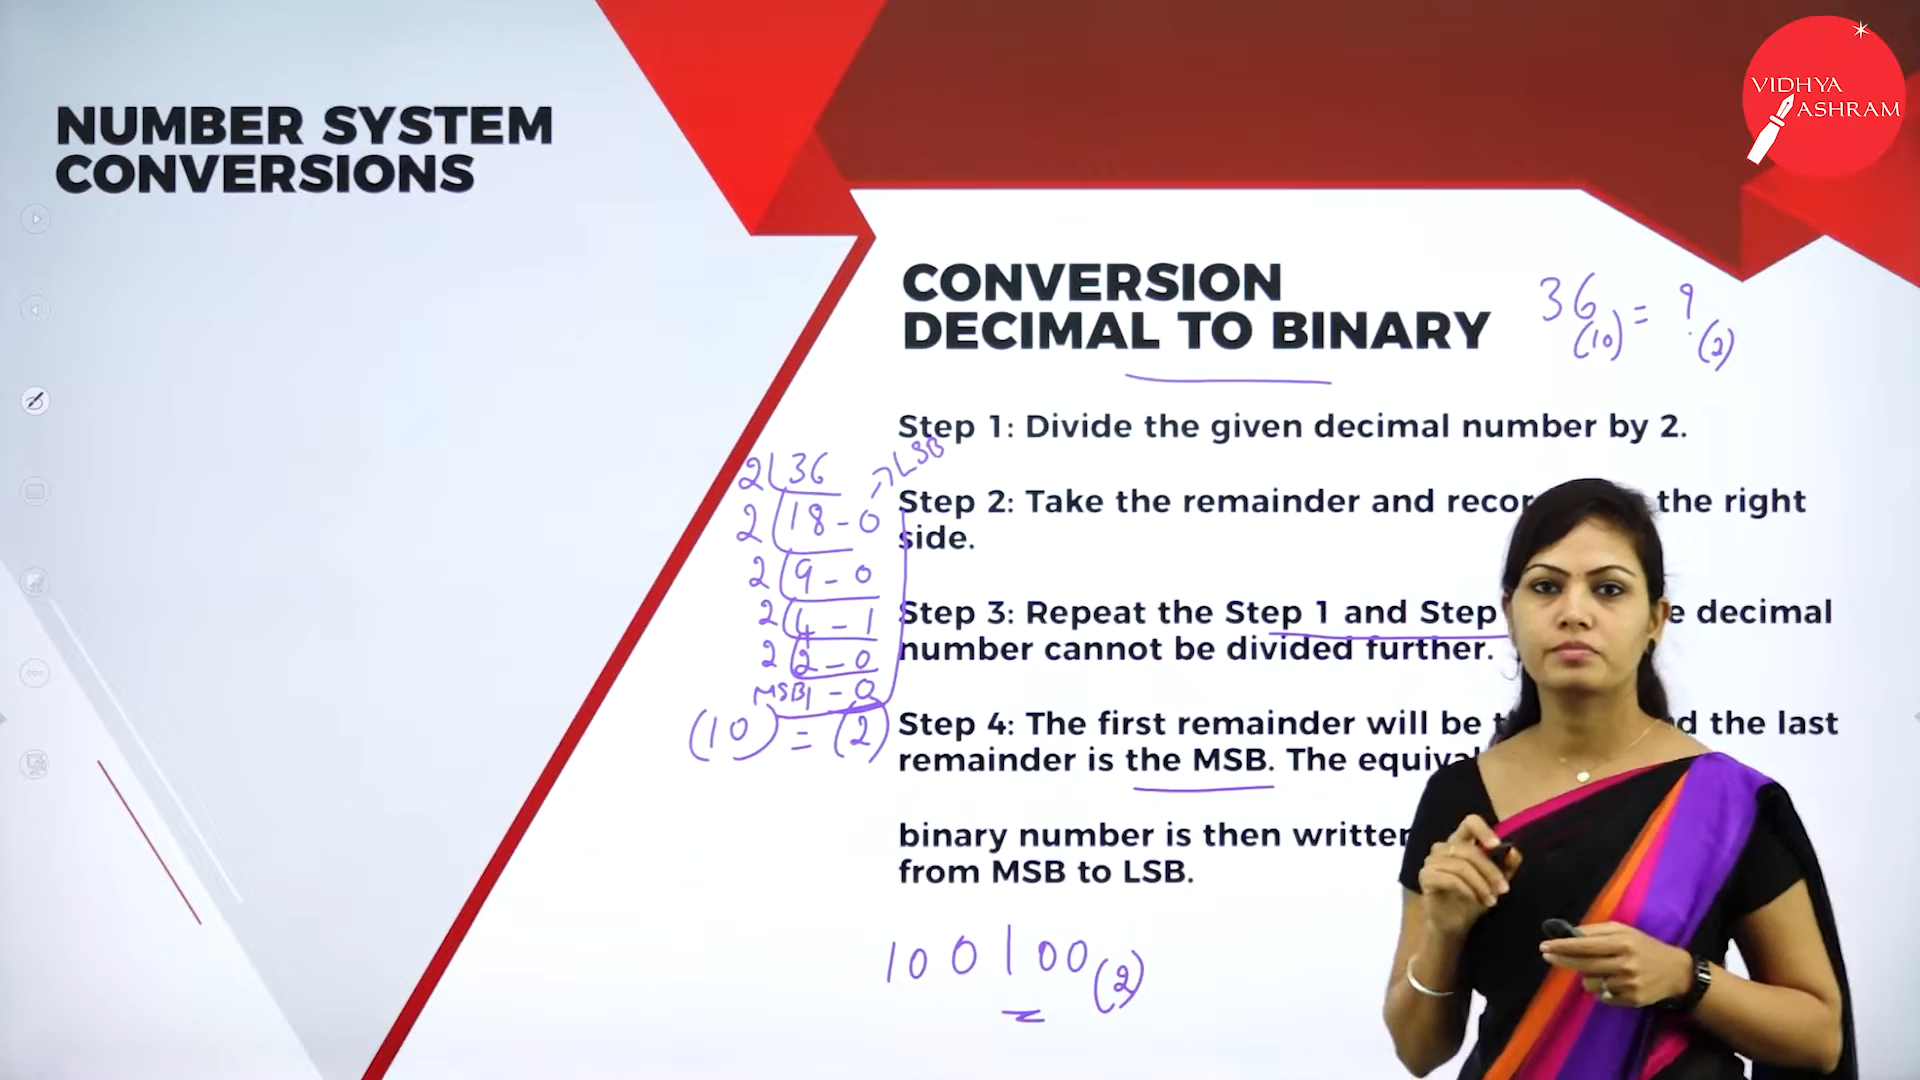 VIDHYA
ASHRAM
NUMBER SYSTEM
CONVERSIONS
CONVERSION
DECIMAL TO BINARY
36(10) = ?(2)
Step 1: Divide the given decimal number by 2.
Step 2: Take the remainder and recor the right
side.
Step 3: Repeat the Step 1 and Step decimal
number cannot be divided further.
Step 4: The first remainder will be the last
remainder is the MSB. The equiva
binary number is then written
from MSB to LSB.
2 36 → LSB
2 18 - 0
2 9 - 0
2 4 - 1
2 2 - 0
MSB 1 - 0
(10) = (2)
100100(2)